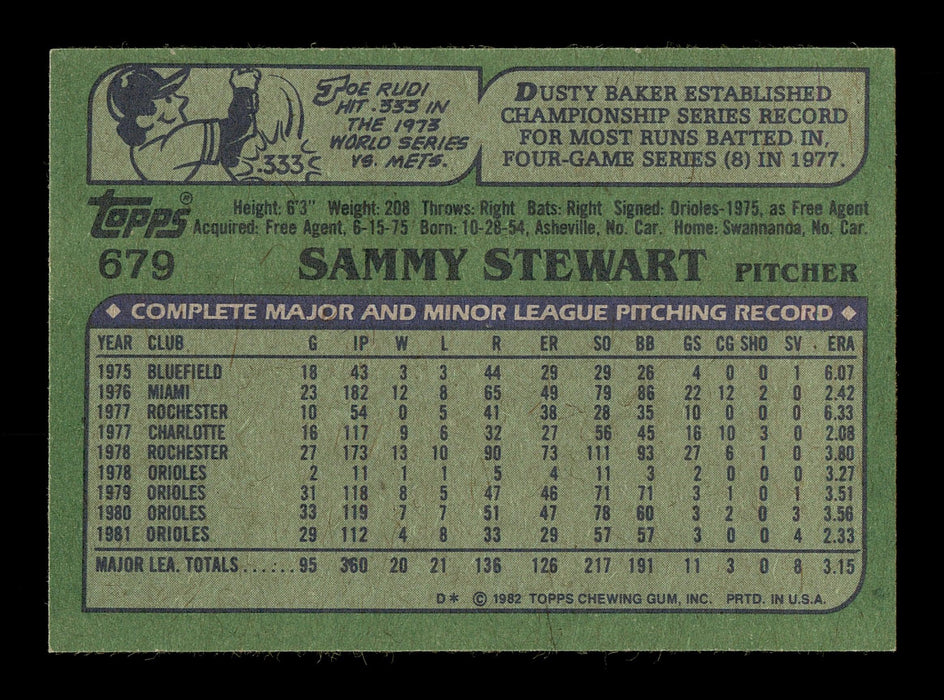 JOE RUDI
HIT .333 IN
THE 1973
WORLD SERIES
VS. METS.
.333
DUSTY BAKER ESTABLISHED
CHAMPIONSHIP SERIES RECORD
FOR MOST RUNS BATTED IN,
FOUR-GAME SERIES (8) IN 1977.
Topps®
Height: 6'3" Weight: 208 Throws: Right Bats: Right Signed: Orioles-1975, as Free Agent
Acquired: Free Agent, 6-15-75 Born: 10-28-54, Asheville, No. Car. Home: Swannanoa, No. Car.
679 SAMMY STEWART PITCHER
COMPLETE MAJOR AND MINOR LEAGUE PITCHING RECORD
YEAR CLUB G IP W L R ER SO BB GS CG SHO SV ERA
1975 BLUEFIELD 18 43 3 3 44 29 29 26 4 0 0 1 6.07
1976 MIAMI 23 182 12 8 65 49 79 86 22 12 2 0 2.42
1977 ROCHESTER 10 54 0 5 41 38 28 35 10 0 0 0 6.33
1977 CHARLOTTE 16 117 9 6 32 27 56 45 16 10 3 0 2.08
1978 ROCHESTER 27 173 13 10 90 73 111 93 27 6 1 0 3.80
1978 ORIOLES 2 11 1 1 5 4 11 3 2 0 0 0 3.27
1979 ORIOLES 31 118 8 5 47 46 71 71 3 1 0 1 3.51
1980 ORIOLES 33 119 7 7 51 47 78 60 3 2 0 3 3.56
1981 ORIOLES 29 112 4 8 33 29 57 57 3 0 0 4 2.33
MAJOR LEA. TOTALS......95 360 20 21 136 126 217 191 11 3 0 8 3.15
D* © 1982 TOPPS CHEWING GUM, INC. PRTD. IN U.S.A.